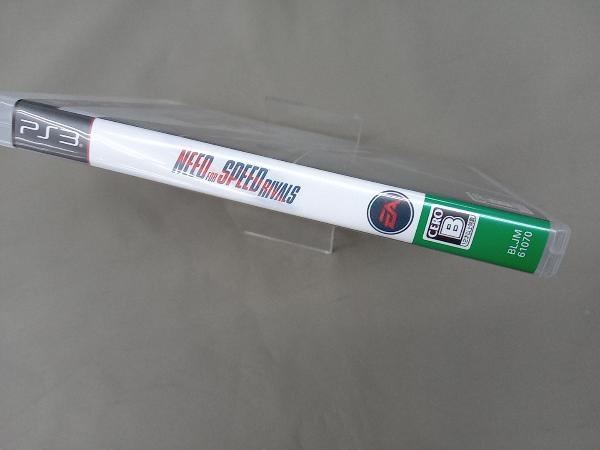 PS3
NEED FOR SPEED RIVALS
EA
CERO
B
BLJM
61070